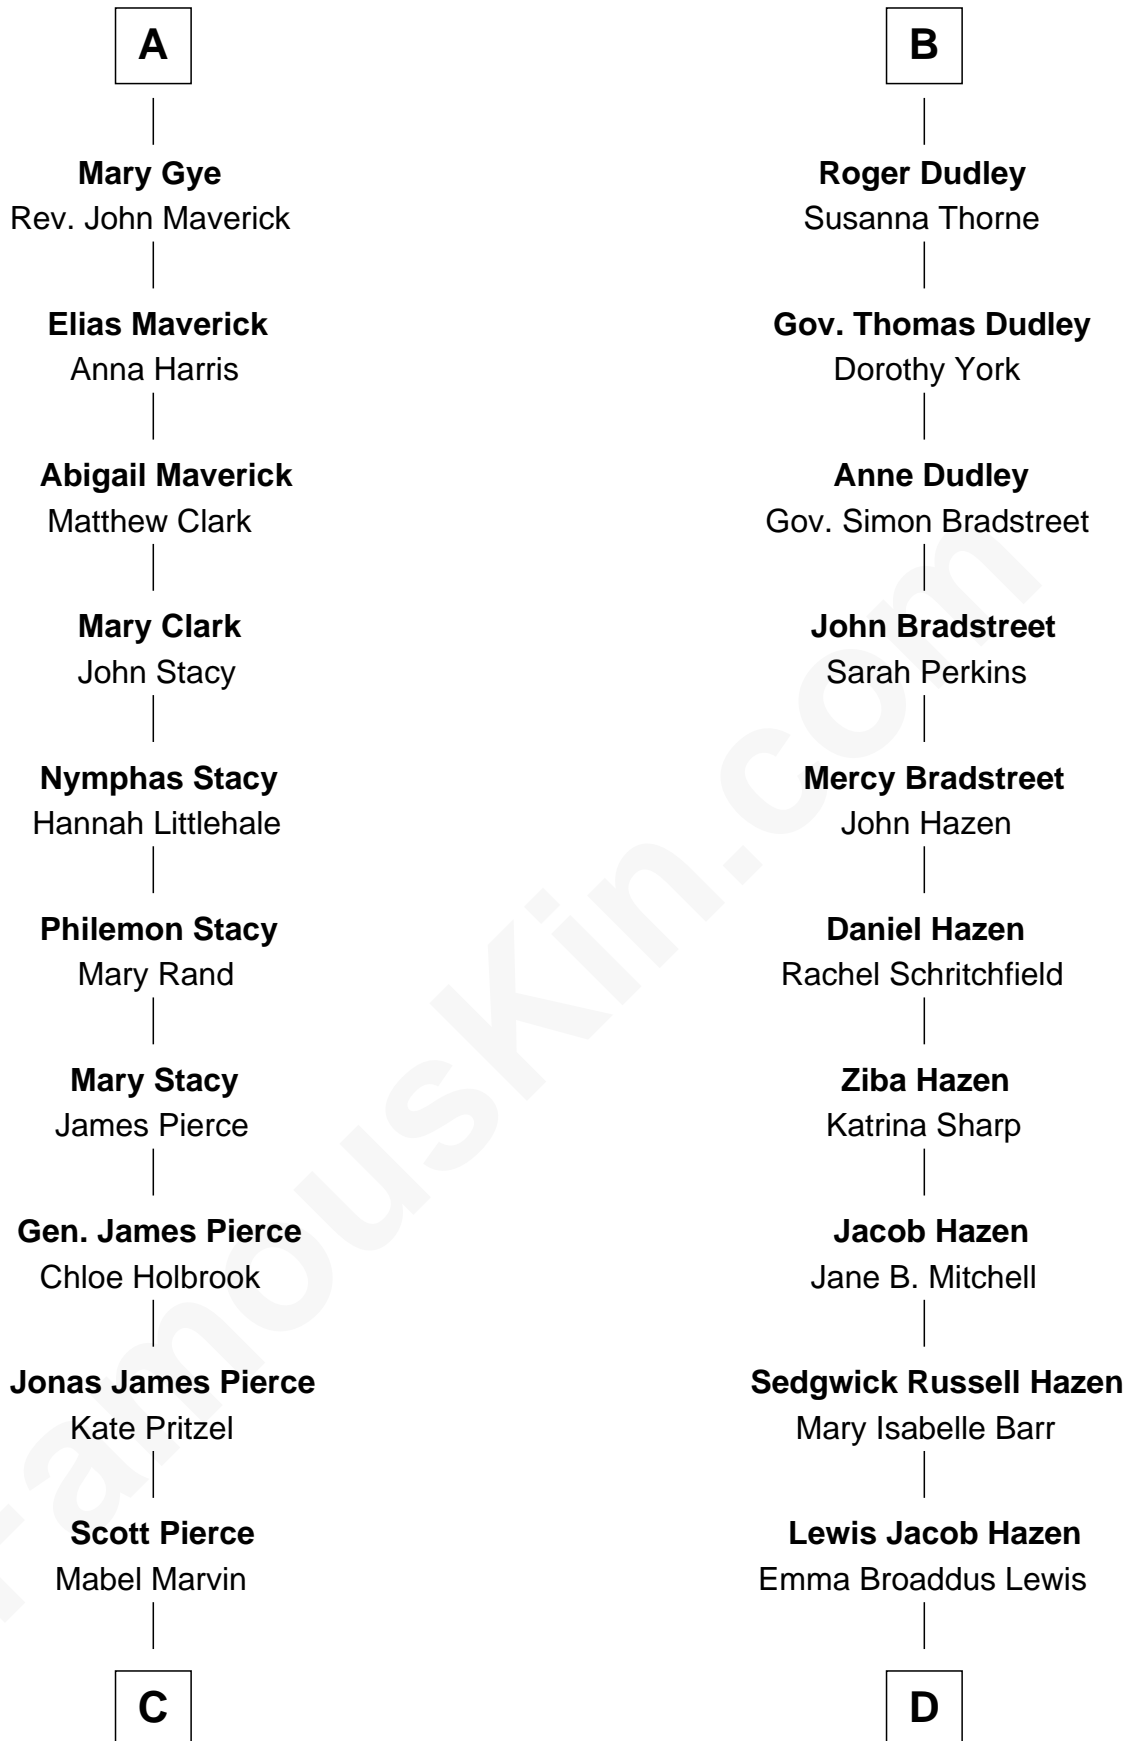 A
Mary Gye
Rev. John Maverick
Elias Maverick
Anna Harris
Abigail Maverick
Matthew Clark
Mary Clark
John Stacy
Nymphas Stacy
Hannah Littlehale
Philemon Stacy
Mary Rand
Mary Stacy
James Pierce
Gen. James Pierce
Chloe Holbrook
Jonas James Pierce
Kate Pritzel
Scott Pierce
Mabel Marvin
C
B
Roger Dudley
Susanna Thorne
Gov. Thomas Dudley
Dorothy York
Anne Dudley
Gov. Simon Bradstreet
John Bradstreet
Sarah Perkins
Mercy Bradstreet
John Hazen
Daniel Hazen
Rachel Schritchfield
Ziba Hazen
Katrina Sharp
Jacob Hazen
Jane B. Mitchell
Sedgwick Russell Hazen
Mary Isabelle Barr
Lewis Jacob Hazen
Emma Broaddus Lewis
D
FamousKin.com